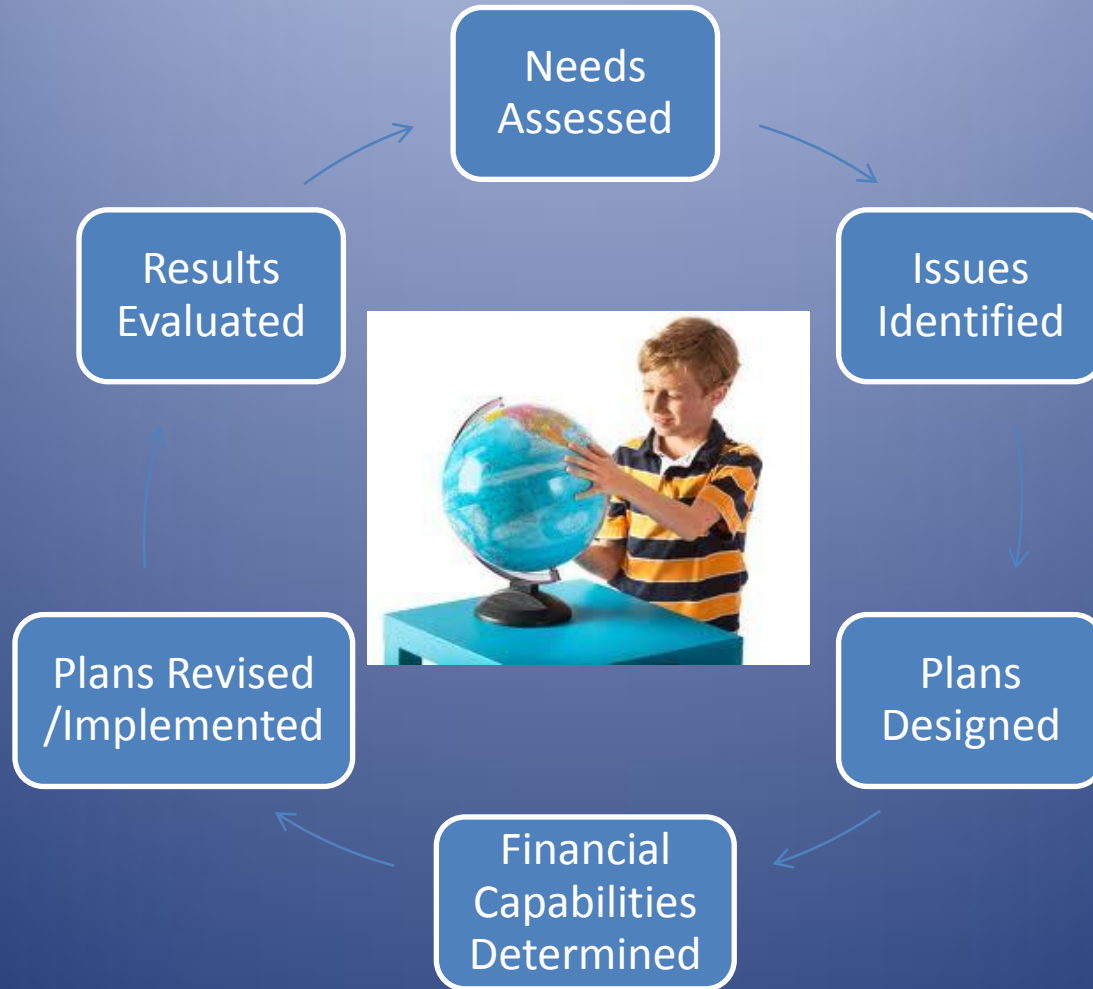 Needs
Assessed
Issues
Identified
Plans
Designed
Financial
Capabilities
Determined
Plans Revised
/Implemented
Results
Evaluated